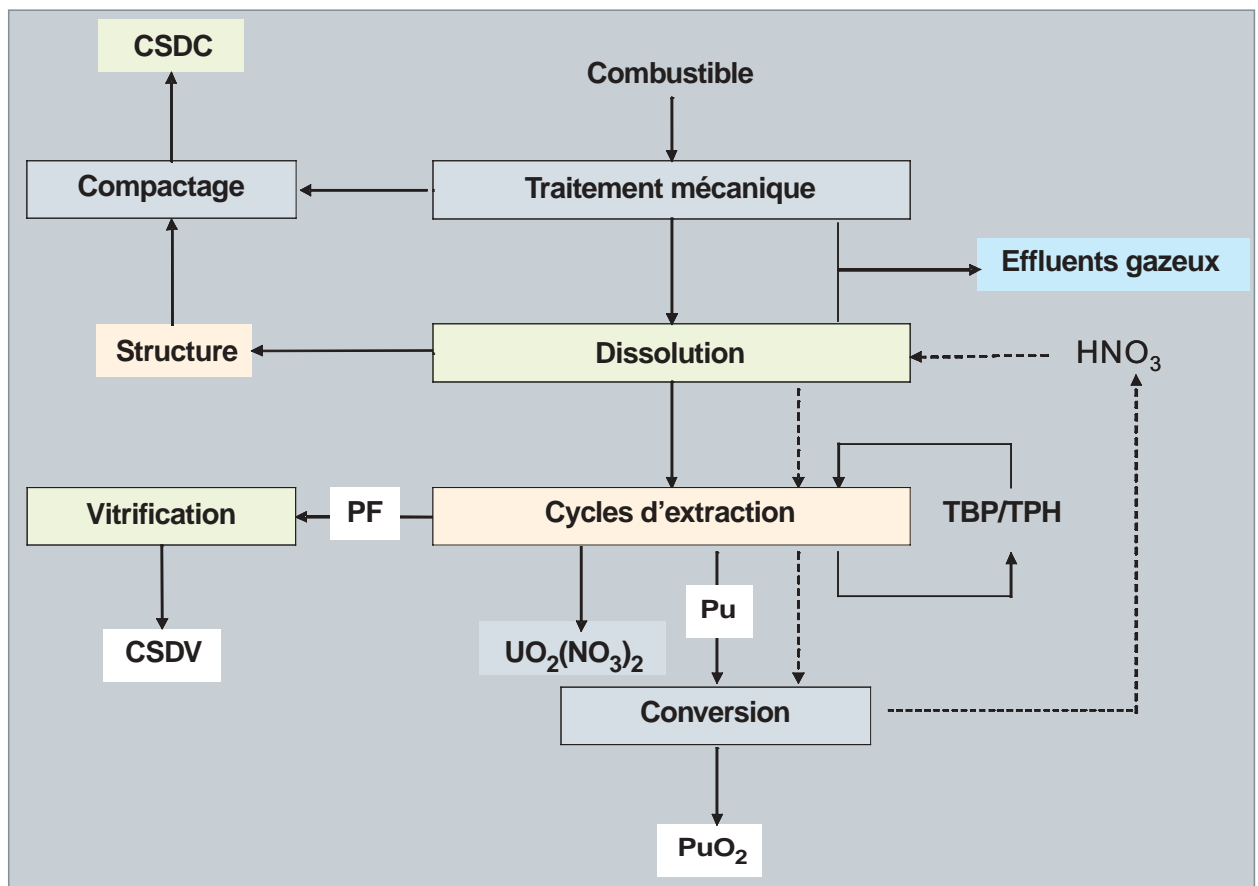 CSDC
Combustible
Compactage
Traitement mécanique
Effluents gazeux
Structure
Dissolution
HNO₃
Vitrification
PF
Cycles d'extraction
TBP/TPH
Pu
CSDV
UO₂(NO₃)₂
Conversion
PuO₂